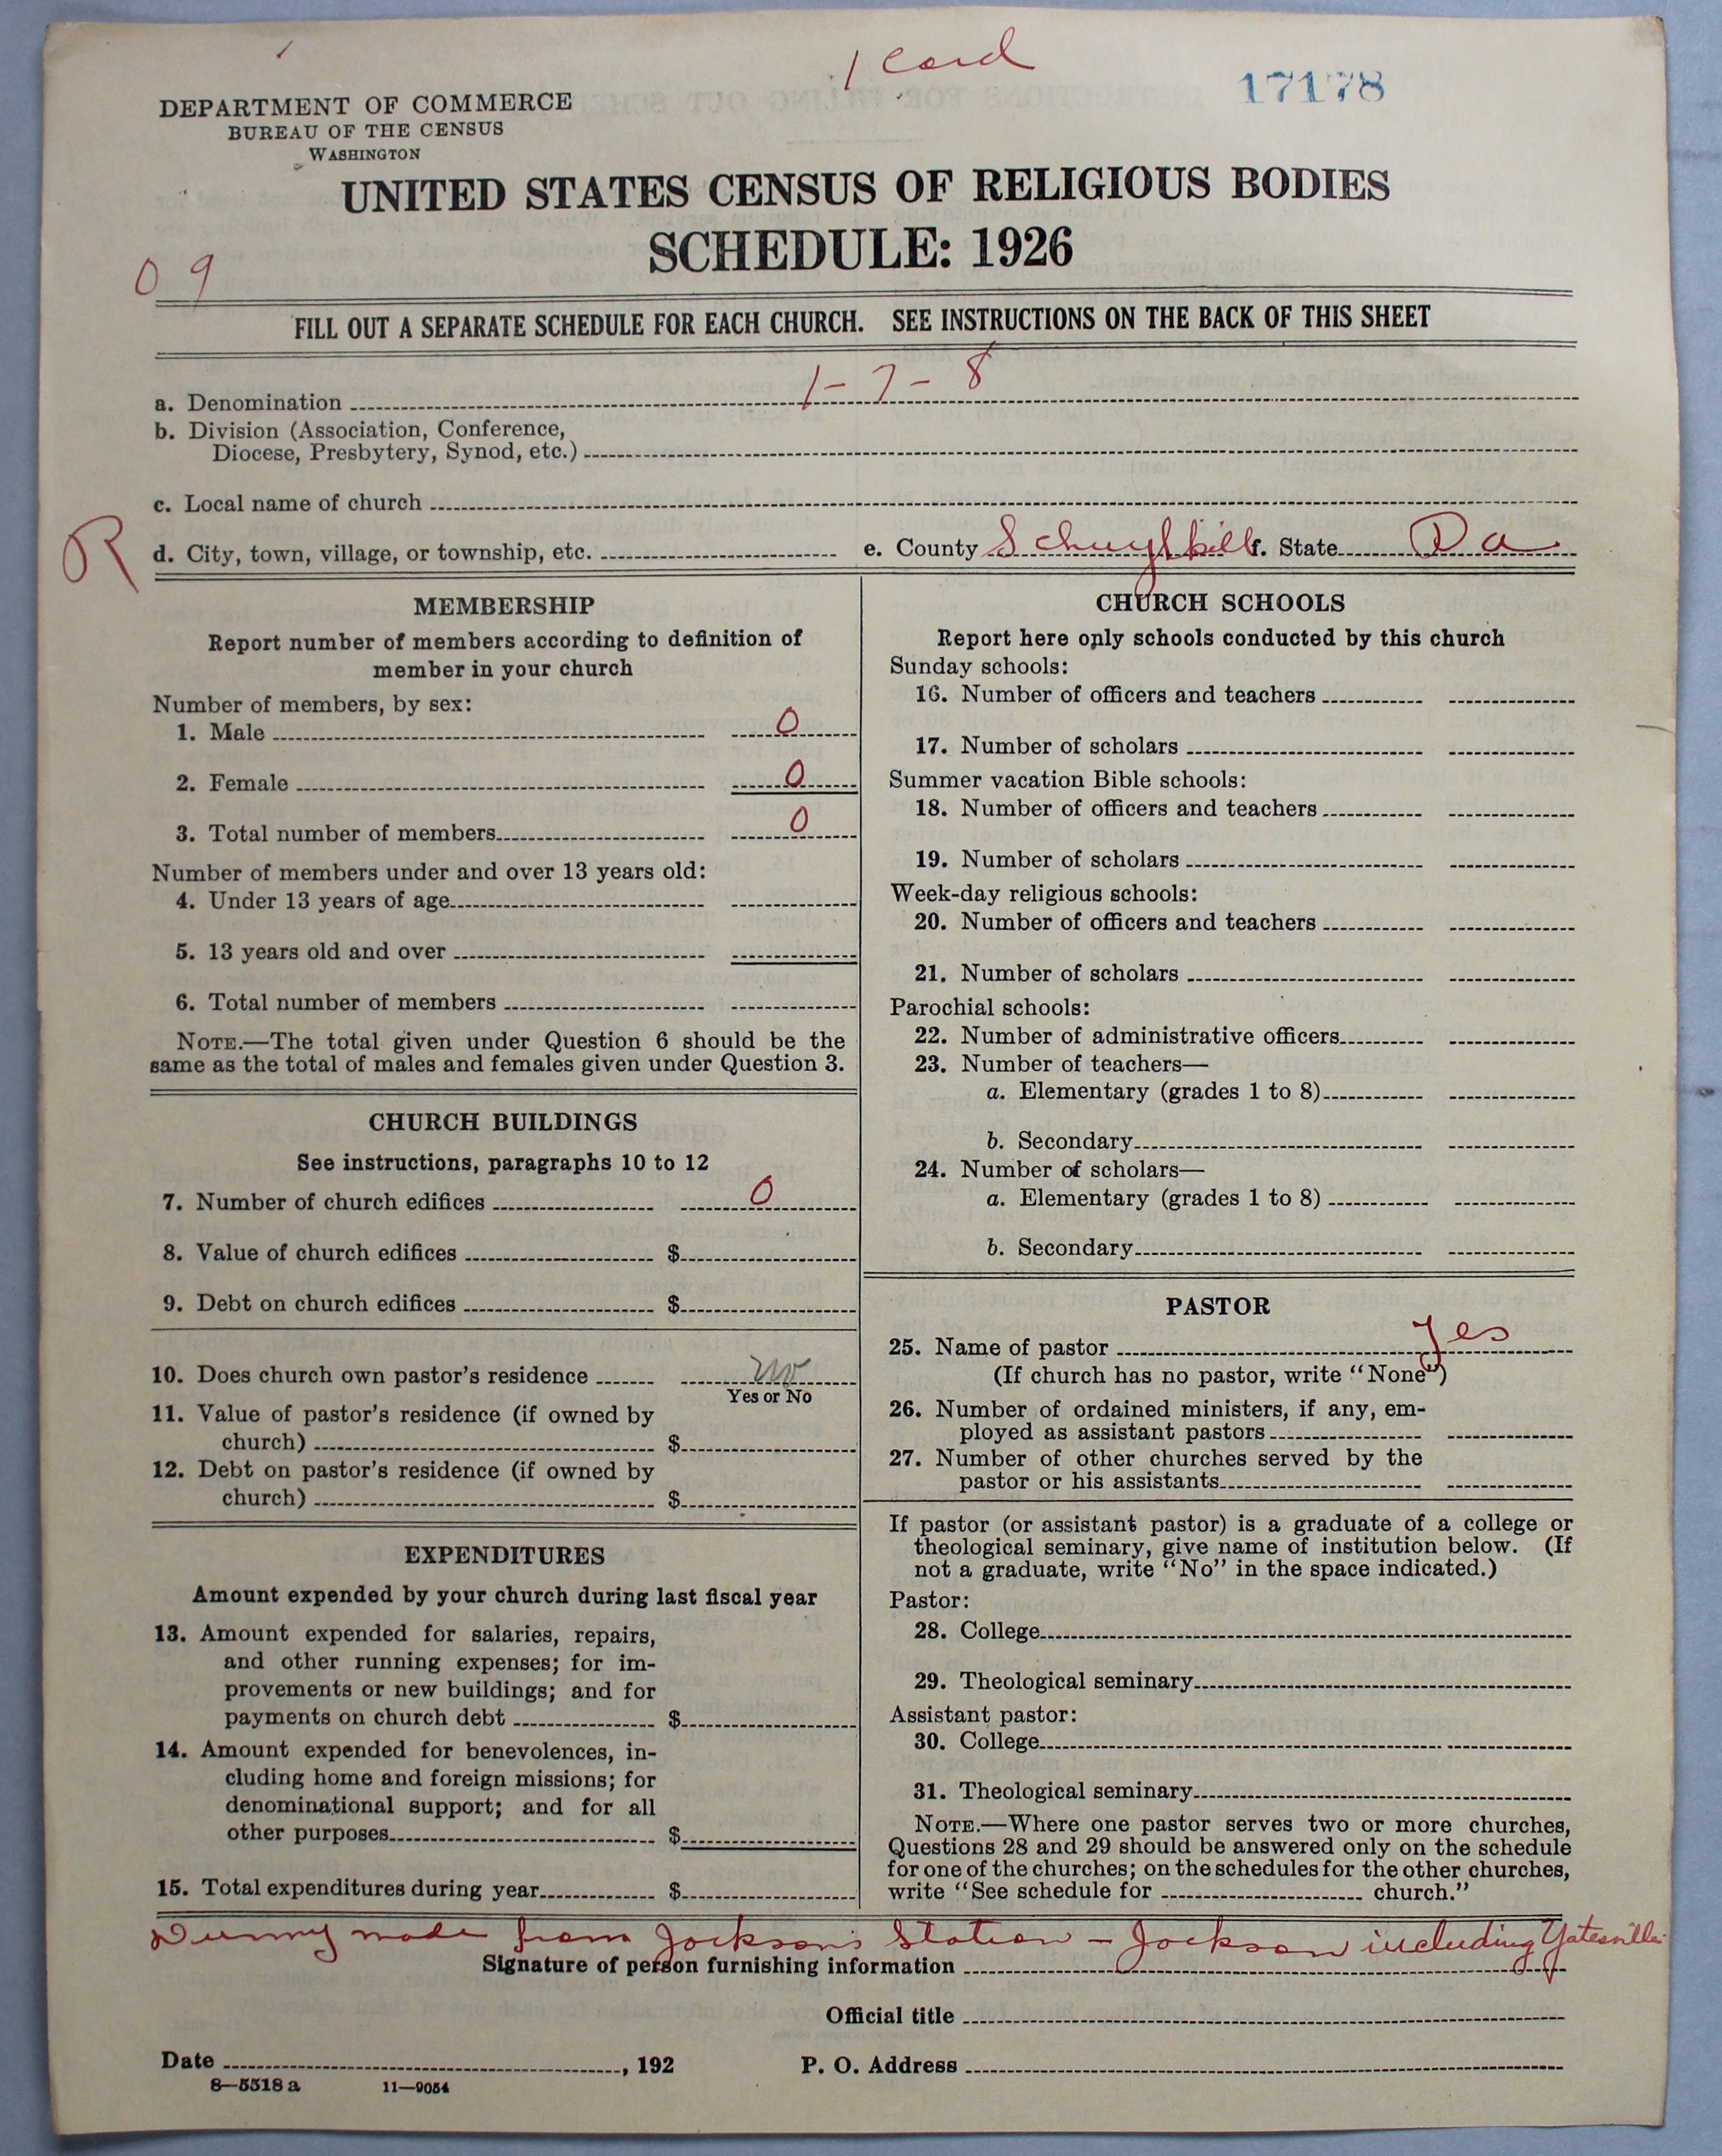 1 Card
17178
DEPARTMENT OF COMMERCE
BUREAU OF THE CENSUS
WASHINGTON
UNITED STATES CENSUS OF RELIGIOUS BODIES
SCHEDULE: 1926
09
FILL OUT A SEPARATE SCHEDULE FOR EACH CHURCH. SEE INSTRUCTIONS ON THE BACK OF THIS SHEET
1-7-8
a. Denomination
b. Division (Association, Conference,
Diocese, Presbytery, Synod, etc.)
c. Local name of church
R
d. City, town, village, or township, etc. e. County Schuylkill f. State Pa
MEMBERSHIP
Report number of members according to definition of
member in your church
Number of members, by sex:
1. Male 0
2. Female 0
3. Total number of members 0
Number of members under and over 13 years old:
4. Under 13 years of age
5. 13 years old and over
6. Total number of members
NOTE.—The total given under Question 6 should be the
same as the total of males and females given under Question 3.
CHURCH BUILDINGS
See instructions, paragraphs 10 to 12
7. Number of church edifices 0
8. Value of church edifices $
9. Debt on church edifices $
10. Does church own pastor's residence no
Yes or No
11. Value of pastor's residence (if owned by
church) $
12. Debt on pastor's residence (if owned by
church) $
EXPENDITURES
Amount expended by your church during last fiscal year
13. Amount expended for salaries, repairs,
and other running expenses; for im-
provements or new buildings; and for
payments on church debt $
14. Amount expended for benevolences, in-
cluding home and foreign missions; for
denominational support; and for all
other purposes $
15. Total expenditures during year $
CHURCH SCHOOLS
Report here only schools conducted by this church
Sunday schools:
16. Number of officers and teachers
17. Number of scholars
Summer vacation Bible schools:
18. Number of officers and teachers
19. Number of scholars
Week-day religious schools:
20. Number of officers and teachers
21. Number of scholars
Parochial schools:
22. Number of administrative officers
23. Number of teachers—
a. Elementary (grades 1 to 8)
b. Secondary
24. Number of scholars—
a. Elementary (grades 1 to 8)
b. Secondary
PASTOR
25. Name of pastor Yes
(If church has no pastor, write "None")
26. Number of ordained ministers, if any, em-
ployed as assistant pastors
27. Number of other churches served by the
pastor or his assistants
If pastor (or assistant pastor) is a graduate of a college or
theological seminary, give name of institution below. (If
not a graduate, write "No" in the space indicated.)
Pastor:
28. College
29. Theological seminary
Assistant pastor:
30. College
31. Theological seminary
NOTE.—Where one pastor serves two or more churches,
Questions 28 and 29 should be answered only on the schedule
for one of the churches; on the schedules for the other churches,
write "See schedule for church."
Dummy made from Jackson's Station - Jackson including Yatesville
Signature of person furnishing information
Official title
Date , 192 P. O. Address
8—5518 a 11—9054